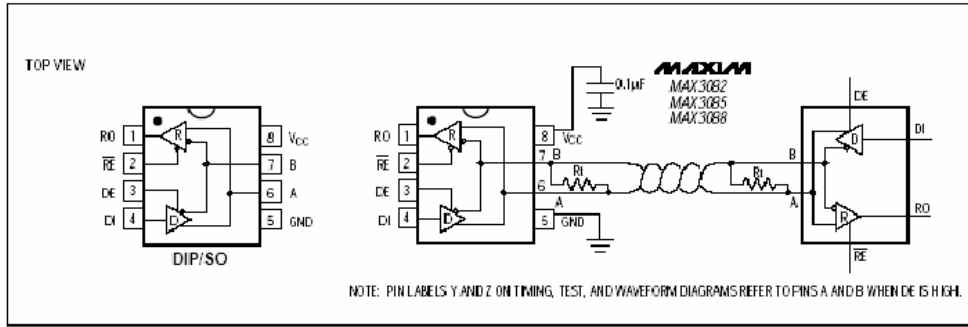 TOP VIEW
RO 1
RE 2
DE 3
DI 4
R
D
8 VCC
7 B
6 A
5 GND
DIP/SO
0.1µF
MAXIM
MAX3082
MAX3085
MAX3088
RO 1
RE 2
DE 3
DI 4
R
D
8 VCC
7 B
Rt
6 A
5 GND
B
Rt
A
DE
D
DI
R
RO
RE
NOTE: PIN LABELS Y AND Z ON TIMING, TEST, AND WAVEFORM DIAGRAMS REFER TO PINS A AND B WHEN DE IS HIGH.